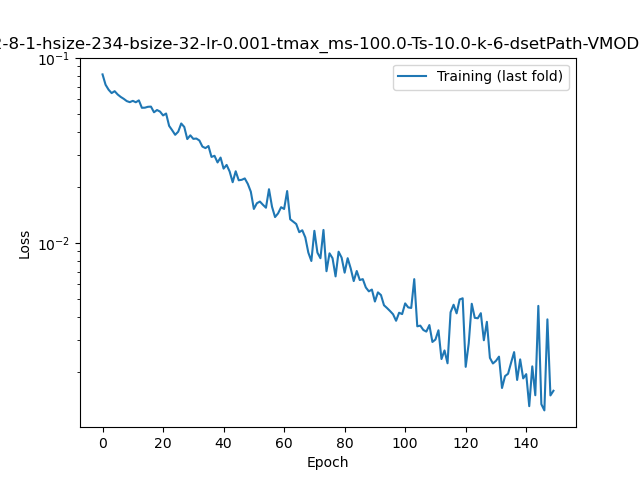 -8-1-hsize-234-bsize-32-lr-0.001-tmax_ms-100.0-Ts-10.0-k-6-dsetPath-VMOD
Training (last fold)
10⁻¹
10⁻²
Loss
0 20 40 60 80 100 120 140
Epoch